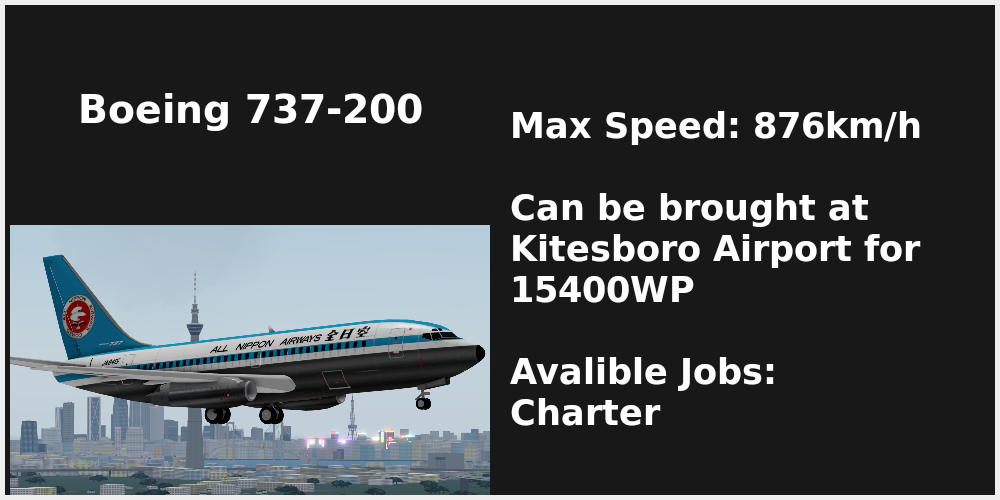 Boeing 737-200
Max Speed: 876km/h
Can be brought at
Kitesboro Airport for
15400WP
Avalible Jobs:
Charter
ALL NIPPON AIRWAYS 全日空
737